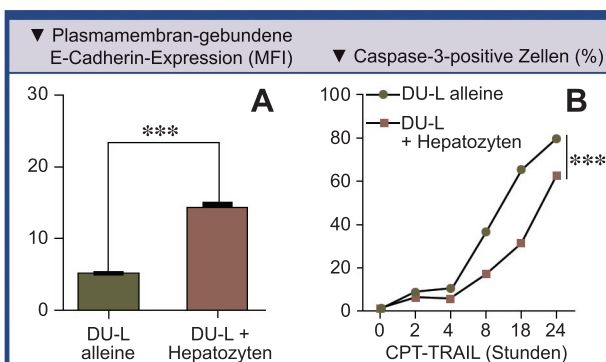 ▼ Plasmamembran-gebundene
E-Cadherin-Expression (MFI)
▼ Caspase-3-positive Zellen (%)
A
30
20
10
0
***
DU-L
alleine
DU-L +
Hepatozyten
B
100
80
60
40
20
0
DU-L alleine
DU-L
+ Hepatozyten
***
0 2 4 8 18 24
CPT-TRAIL (Stunden)